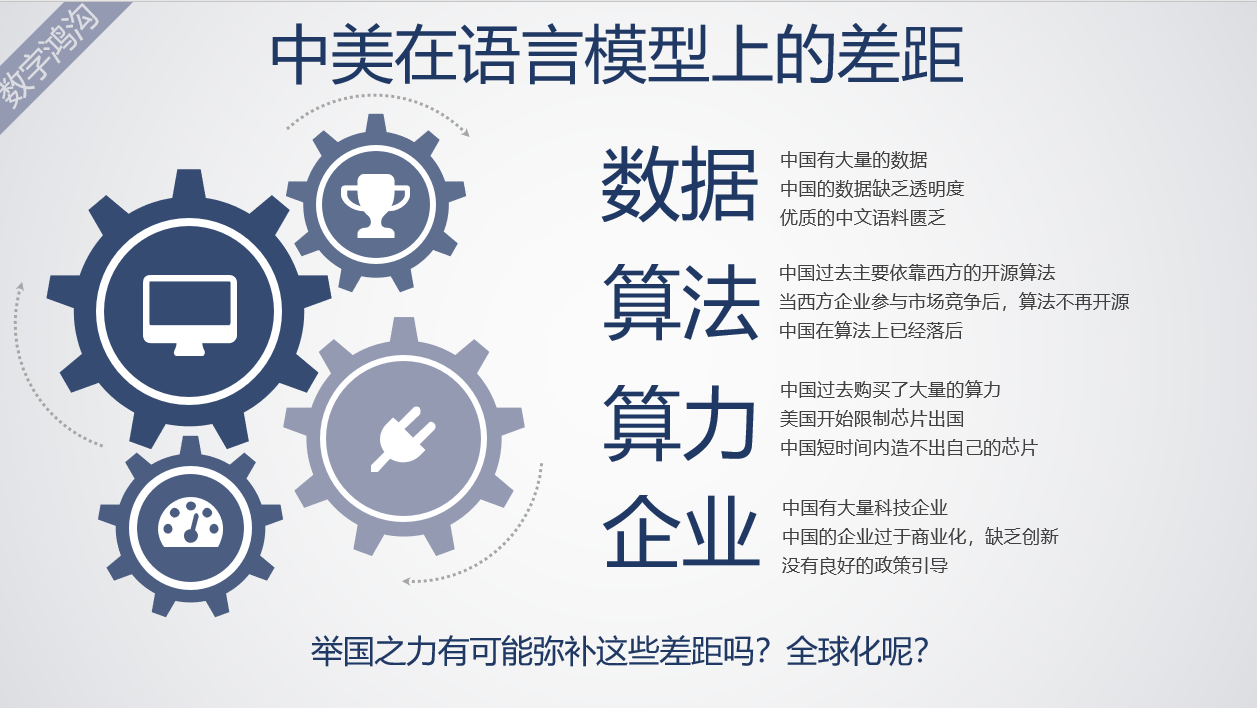 数字鸿沟
中美在语言模型上的差距
数据
中国有大量的数据
中国的数据缺乏透明度
优质的中文语料匮乏
算法
中国过去主要依靠西方的开源算法
当西方企业参与市场竞争后，算法不再开源
中国在算法上已经落后
算力
中国过去购买了大量的算力
美国开始限制芯片出国
中国短时间内造不出自己的芯片
企业
中国有大量科技企业
中国的企业过于商业化，缺乏创新
没有良好的政策引导
举国之力有可能弥补这些差距吗？全球化呢？